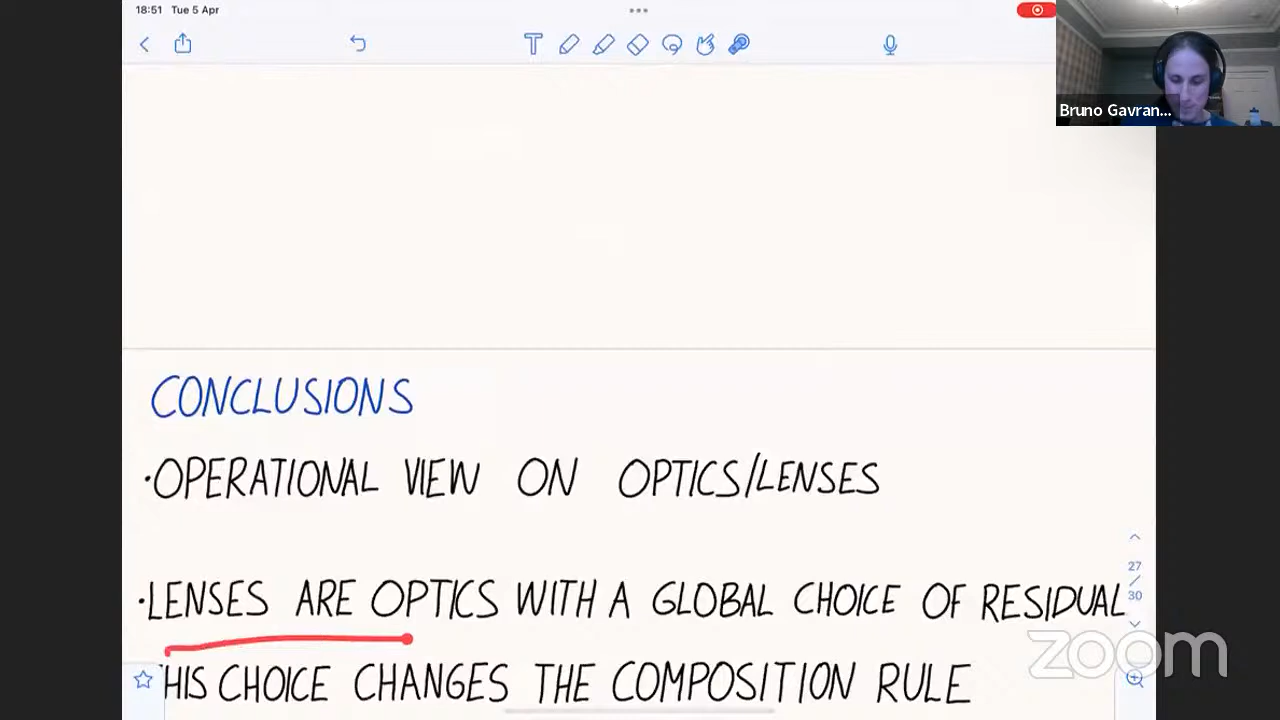 18:51 Tue 5 Apr
Bruno Gavran...
CONCLUSIONS
·OPERATIONAL VIEW ON OPTICS/LENSES
·LENSES ARE OPTICS WITH A GLOBAL CHOICE OF RESIDUAL
27
/
30
zoom
HIS CHOICE CHANGES THE COMPOSITION RULE